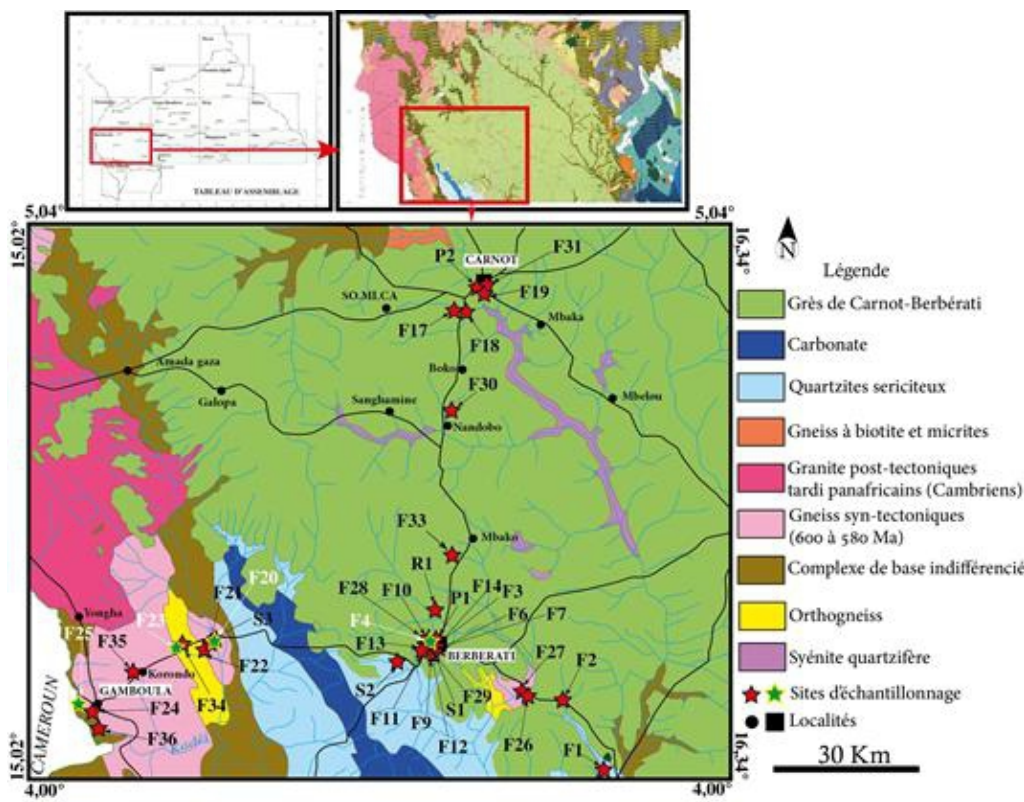 TABLEAU D'ASSEMBLAGE
5,04°
5,04°
15,02°
16,34°
P2
CARNOT
F31
SO.MI.CA
F19
Mbaka
F17
F18
Amada gaza
Boko
Galopa
F30
Sanghamine
Mbelou
Nandobo
F33
Mbako
R1
F28
F10
P1
F14
F3
F20
F21
F4
F6
F7
Yongha
F23
S3
F13
F25
F35
BERBERATI
F27
F2
Koromdo
F22
GAMBOULA
S2
F29
F24
F34
F11
F9
S1
F36
F12
F26
F1
Kadéi
CAMEROUN
15,02°
16,34°
4,00°
4,00°
N
Légende
Grès de Carnot-Berbérati
Carbonate
Quartzites sericiteux
Gneiss à biotite et micrites
Granite post-tectoniques
tardi panafricains (Cambriens)
Gneiss syn-tectoniques
(600 à 580 Ma)
Complexe de base indifférencié
Orthogneiss
Syénite quartzifère
Sites d'échantillonnage
Localités
30 Km